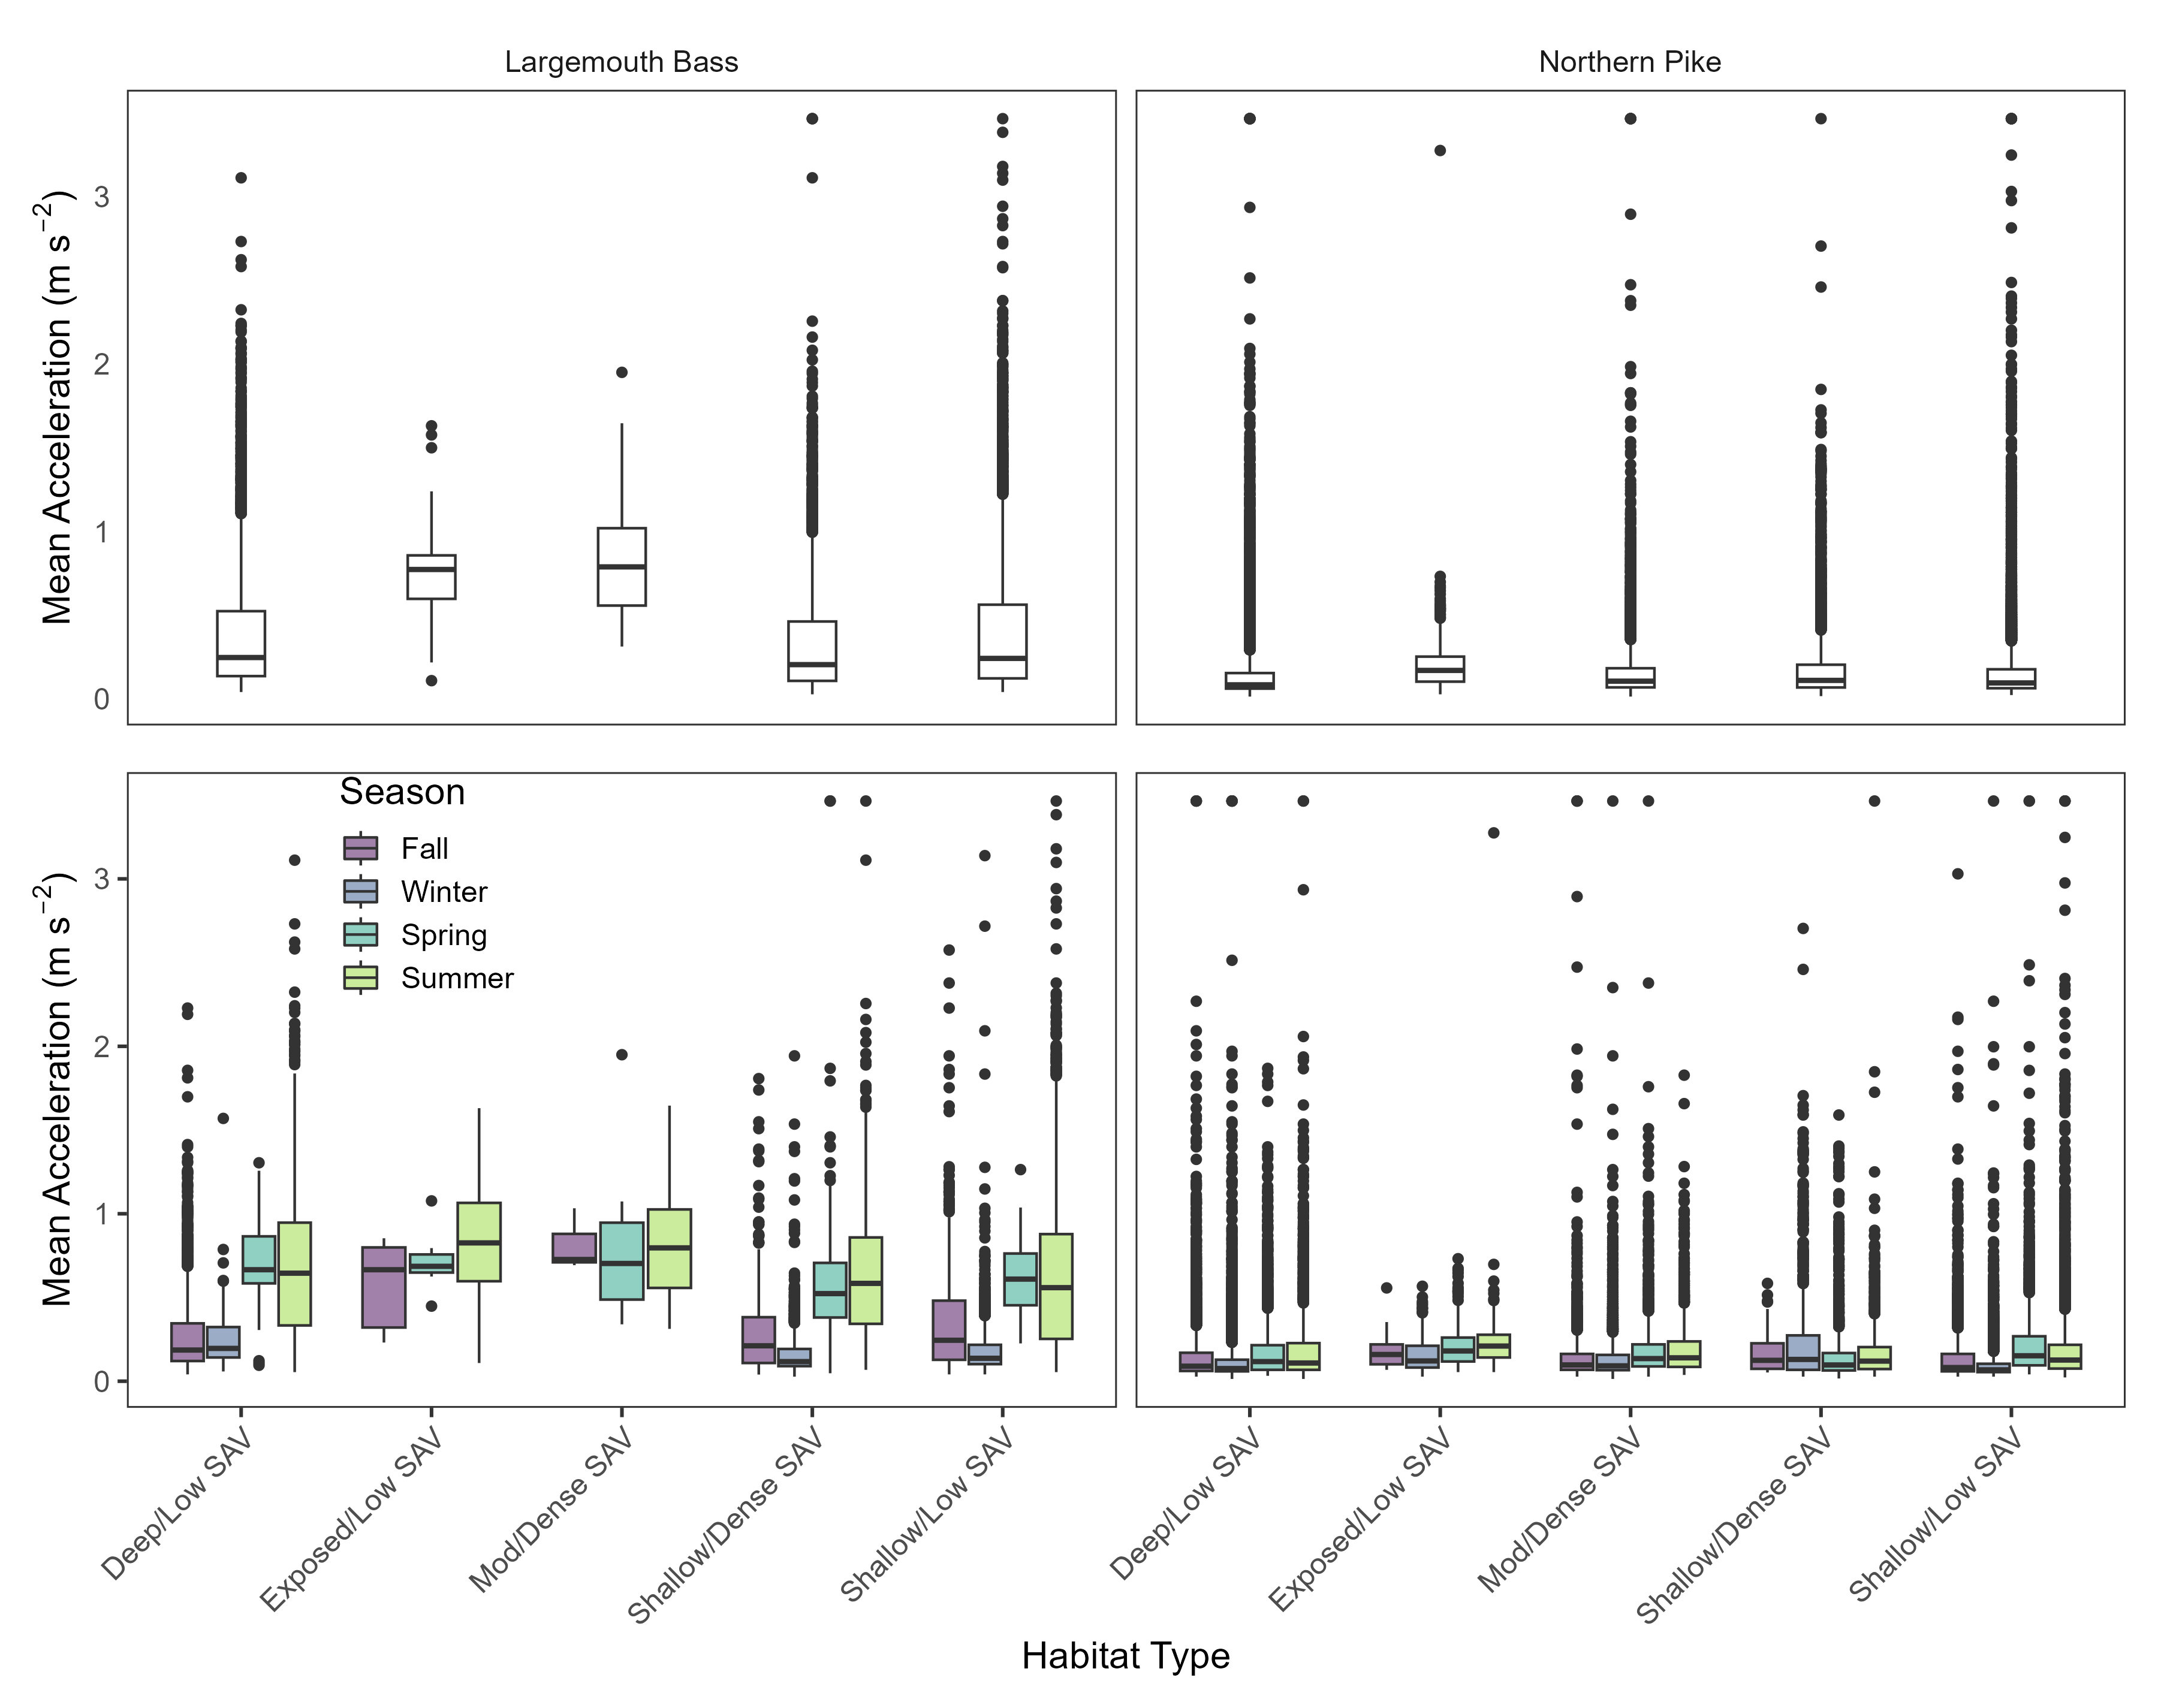 Largemouth Bass
Northern Pike
Mean Acceleration (m s⁻²)
3
2
1
0
Mean Acceleration (m s⁻²)
3
2
1
0
Season
Fall
Winter
Spring
Summer
Deep/Low SAV
Exposed/Low SAV
Mod/Dense SAV
Shallow/Dense SAV
Shallow/Low SAV
Deep/Low SAV
Exposed/Low SAV
Mod/Dense SAV
Shallow/Dense SAV
Shallow/Low SAV
Habitat Type